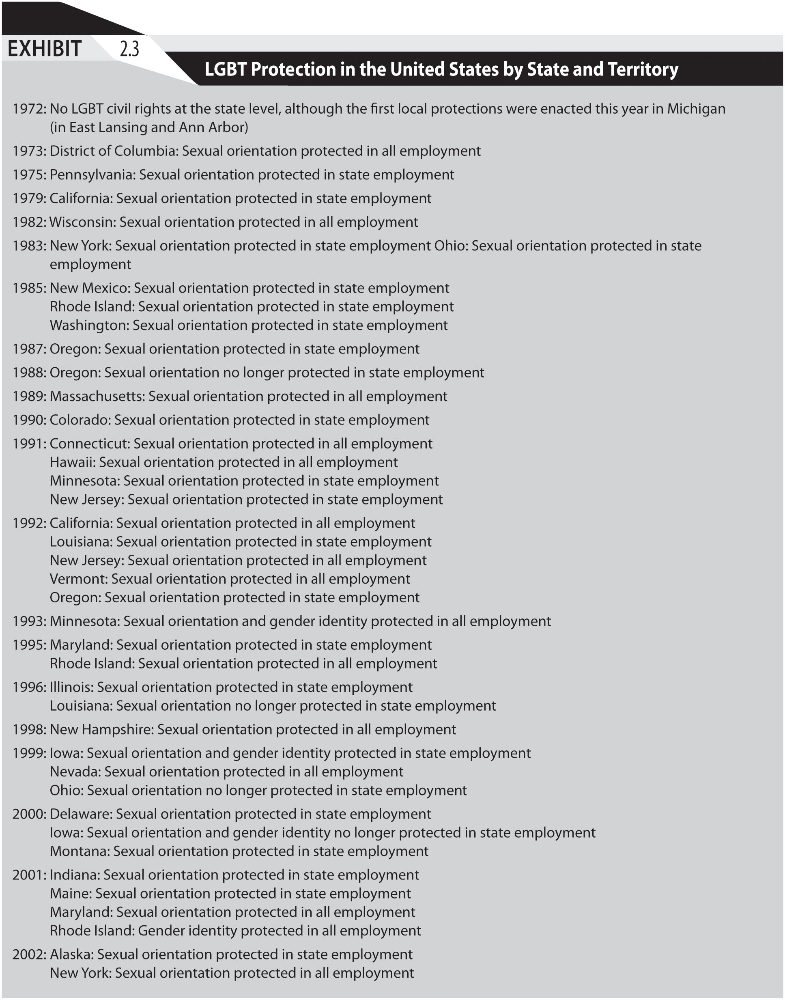 EXHIBIT 2.3
LGBT Protection in the United States by State and Territory
1972: No LGBT civil rights at the state level, although the first local protections were enacted this year in Michigan
(in East Lansing and Ann Arbor)
1973: District of Columbia: Sexual orientation protected in all employment
1975: Pennsylvania: Sexual orientation protected in state employment
1979: California: Sexual orientation protected in state employment
1982: Wisconsin: Sexual orientation protected in all employment
1983: New York: Sexual orientation protected in state employment Ohio: Sexual orientation protected in state
employment
1985: New Mexico: Sexual orientation protected in state employment
Rhode Island: Sexual orientation protected in state employment
Washington: Sexual orientation protected in state employment
1987: Oregon: Sexual orientation protected in state employment
1988: Oregon: Sexual orientation no longer protected in state employment
1989: Massachusetts: Sexual orientation protected in all employment
1990: Colorado: Sexual orientation protected in state employment
1991: Connecticut: Sexual orientation protected in all employment
Hawaii: Sexual orientation protected in all employment
Minnesota: Sexual orientation protected in state employment
New Jersey: Sexual orientation protected in state employment
1992: California: Sexual orientation protected in all employment
Louisiana: Sexual orientation protected in state employment
New Jersey: Sexual orientation protected in all employment
Vermont: Sexual orientation protected in all employment
Oregon: Sexual orientation protected in state employment
1993: Minnesota: Sexual orientation and gender identity protected in all employment
1995: Maryland: Sexual orientation protected in state employment
Rhode Island: Sexual orientation protected in all employment
1996: Illinois: Sexual orientation protected in state employment
Louisiana: Sexual orientation no longer protected in state employment
1998: New Hampshire: Sexual orientation protected in all employment
1999: Iowa: Sexual orientation and gender identity protected in state employment
Nevada: Sexual orientation protected in all employment
Ohio: Sexual orientation no longer protected in state employment
2000: Delaware: Sexual orientation protected in state employment
Iowa: Sexual orientation and gender identity no longer protected in state employment
Montana: Sexual orientation protected in state employment
2001: Indiana: Sexual orientation protected in state employment
Maine: Sexual orientation protected in state employment
Maryland: Sexual orientation protected in all employment
Rhode Island: Gender identity protected in all employment
2002: Alaska: Sexual orientation protected in state employment
New York: Sexual orientation protected in all employment